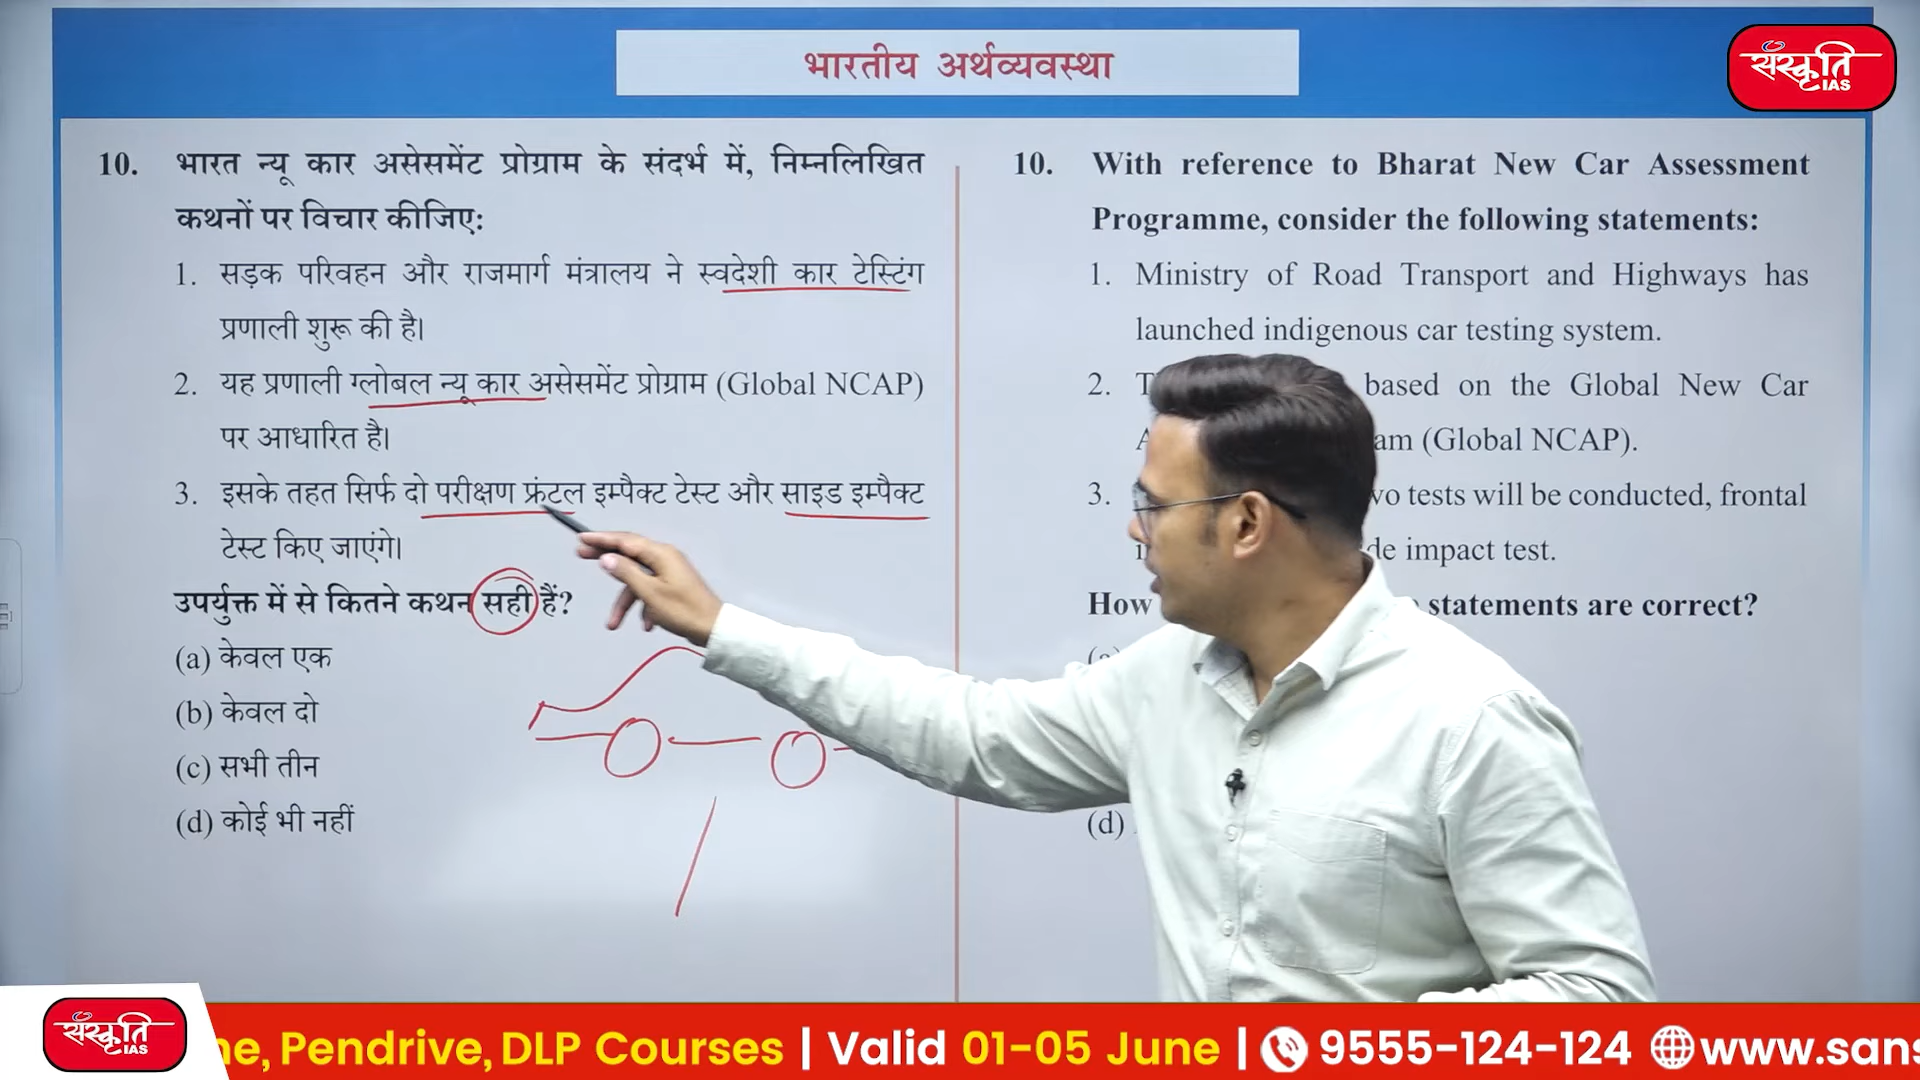 भारतीय अर्थव्यवस्था
संस्कृति
IAS
10. भारत न्यू कार असेसमेंट प्रोग्राम के संदर्भ में, निम्नलिखित
कथनों पर विचार कीजिए:
1. सड़क परिवहन और राजमार्ग मंत्रालय ने स्वदेशी कार टेस्टिंग
प्रणाली शुरू की है।
2. यह प्रणाली ग्लोबल न्यू कार असेसमेंट प्रोग्राम (Global NCAP)
पर आधारित है।
3. इसके तहत सिर्फ दो परीक्षण फ्रंटल इम्पैक्ट टेस्ट और साइड इम्पैक्ट
टेस्ट किए जाएंगे।
उपर्युक्त में से कितने कथन सही हैं?
(a) केवल एक
(b) केवल दो
(c) सभी तीन
(d) कोई भी नहीं
10. With reference to Bharat New Car Assessment
Programme, consider the following statements:
1. Ministry of Road Transport and Highways has
launched indigenous car testing system.
2. based on the Global New Car
(Global NCAP).
3. tests will be conducted, frontal
impact test.
How statements are correct?
(d)
संस्कृति
IAS
Pendrive, DLP Courses | Valid 01-05 June | 9555-124-124 www.sans